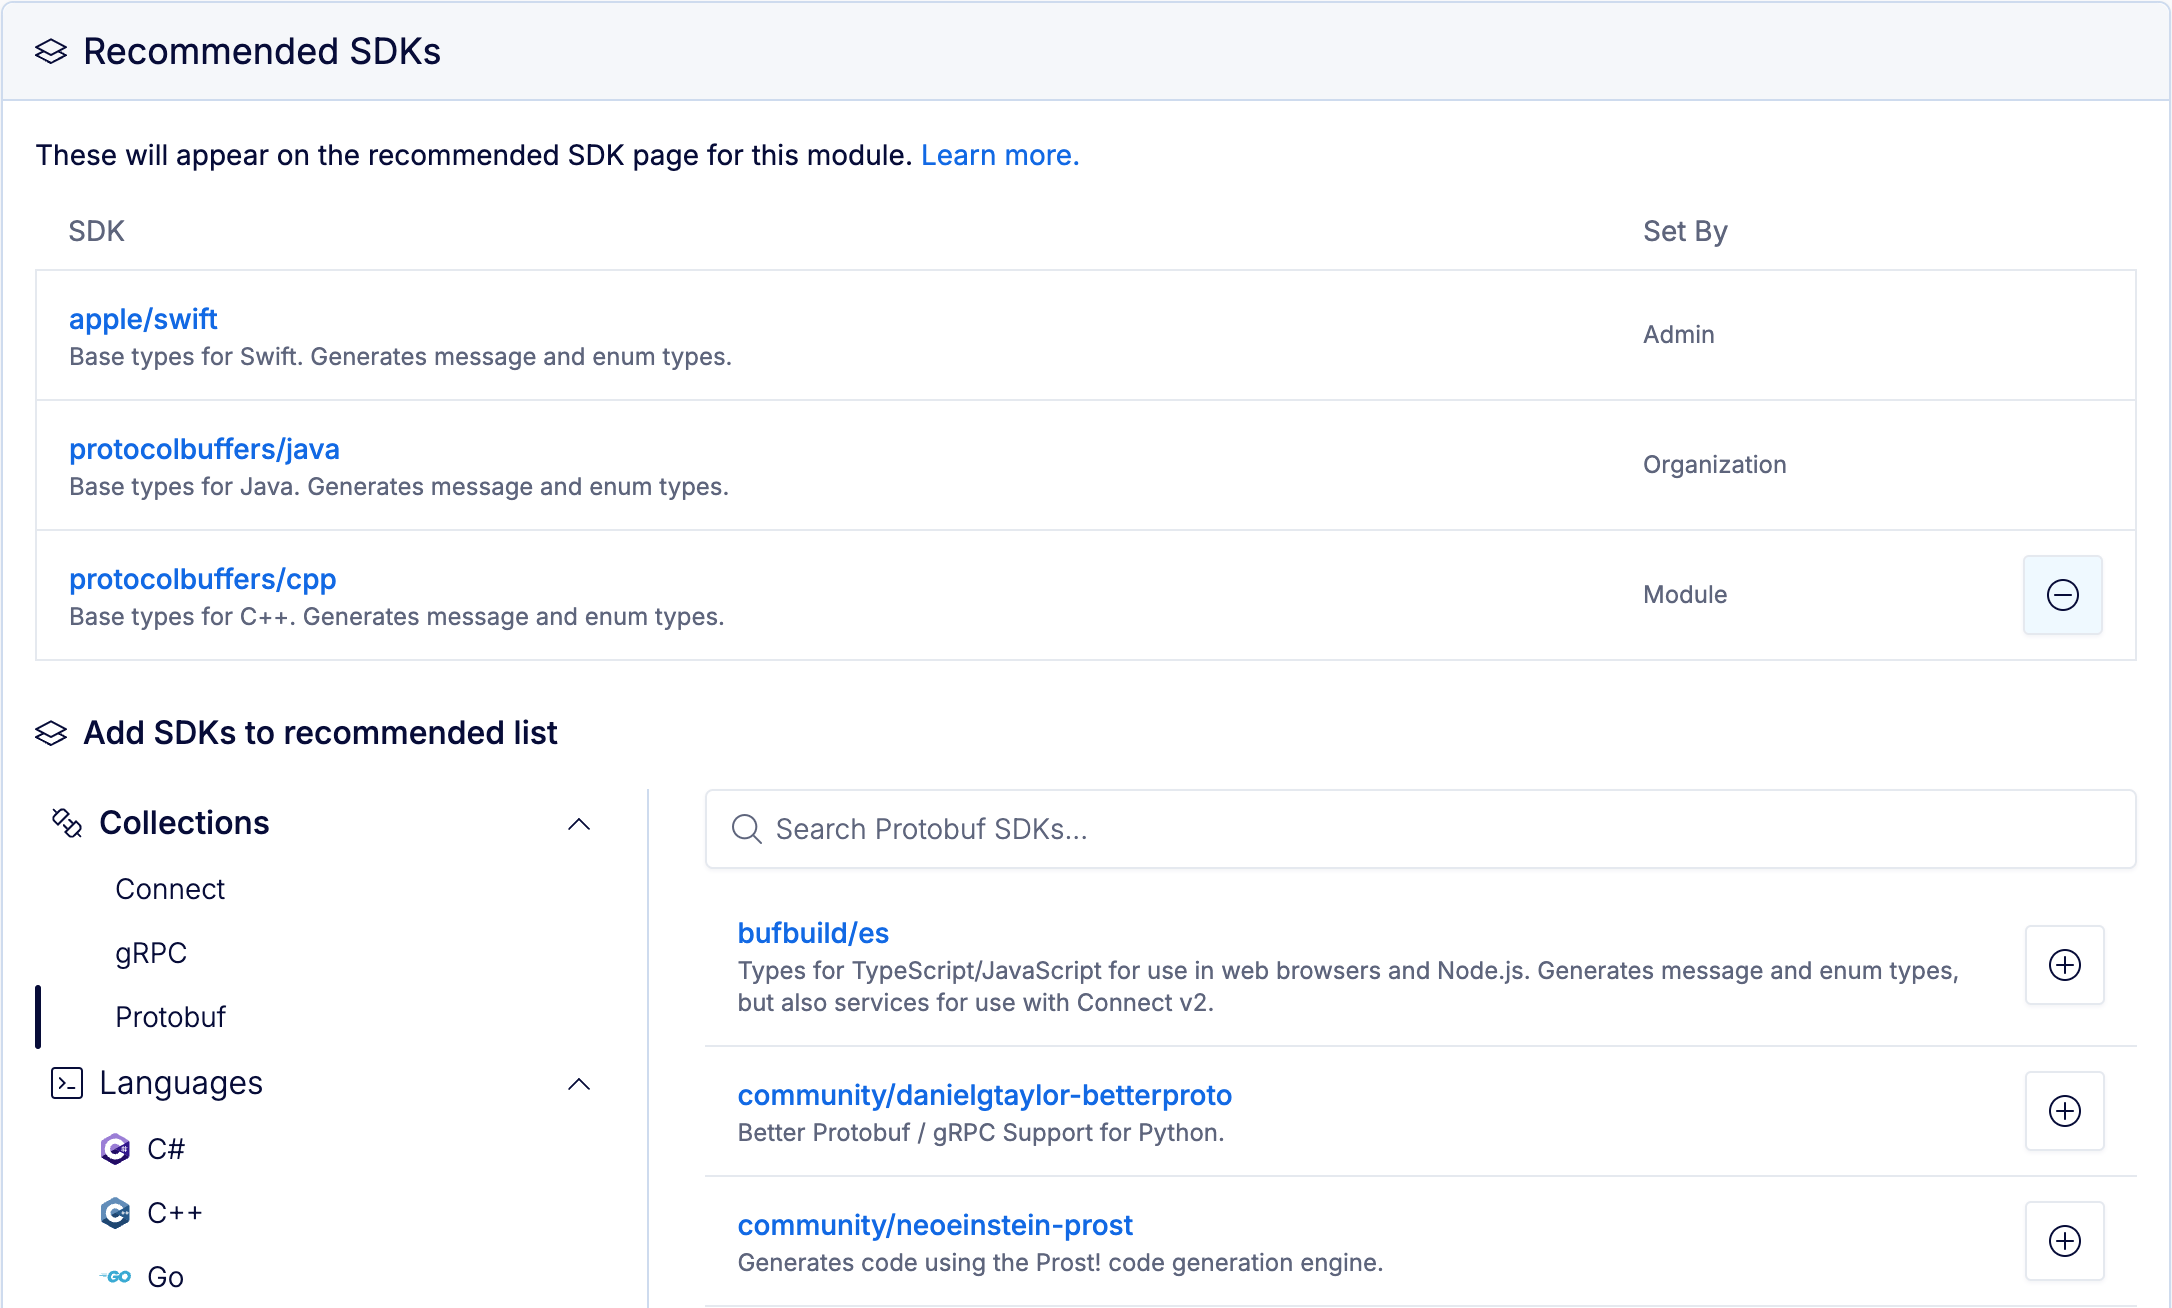 Recommended SDKs
These will appear on the recommended SDK page for this module. Learn more.
SDK Set By
apple/swift
Base types for Swift. Generates message and enum types.
Admin
protocolbuffers/java
Base types for Java. Generates message and enum types.
Organization
protocolbuffers/cpp
Base types for C++. Generates message and enum types.
Module
Add SDKs to recommended list
Collections
Connect
gRPC
Protobuf
Languages
C#
C++
GO Go
Search Protobuf SDKs...
bufbuild/es
Types for TypeScript/JavaScript for use in web browsers and Node.js. Generates message and enum types,
but also services for use with Connect v2.
community/danielgtaylor-betterproto
Better Protobuf / gRPC Support for Python.
community/neoeinstein-prost
Generates code using the Prost! code generation engine.